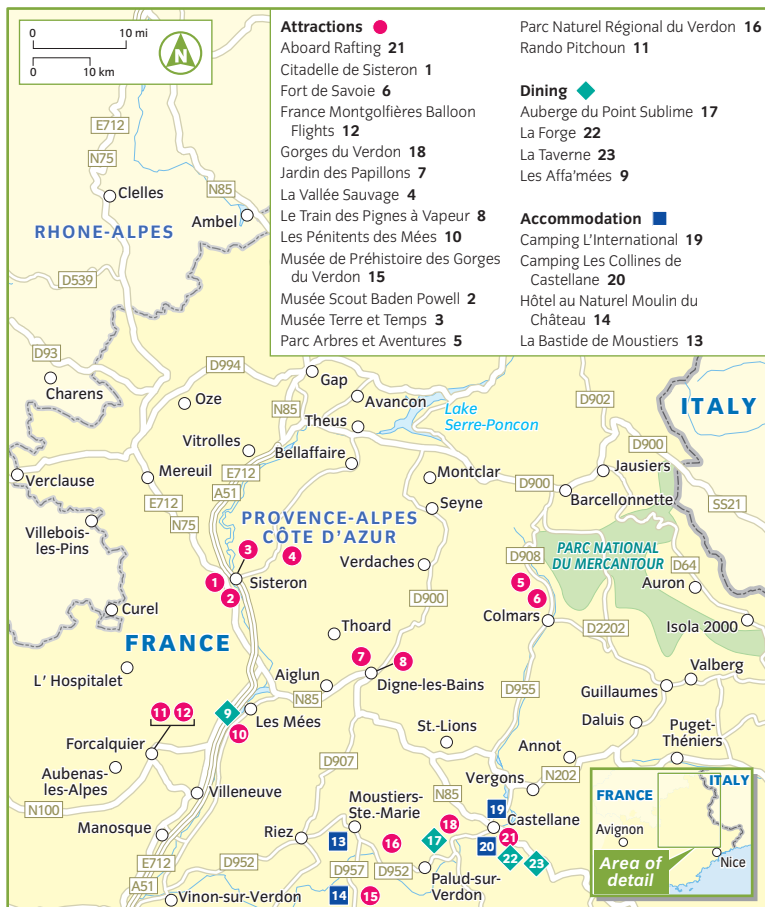 0 10 mi
0 10 km
N
Attractions
Aboard Rafting 21
Citadelle de Sisteron 1
Fort de Savoie 6
France Montgolfières Balloon
Flights 12
Gorges du Verdon 18
Jardin des Papillons 7
La Vallée Sauvage 4
Le Train des Pignes à Vapeur 8
Les Pénitents des Mées 10
Musée de Préhistoire des Gorges
du Verdon 15
Musée Scout Baden Powell 2
Musée Terre et Temps 3
Parc Arbres et Aventures 5
Parc Naturel Régional du Verdon 16
Rando Pitchoun 11
Dining
Auberge du Point Sublime 17
La Forge 22
La Taverne 23
Les Affa'mées 9
Accommodation
Camping L'International 19
Camping Les Collines de
Castellane 20
Hôtel au Naturel Moulin du
Château 14
La Bastide de Moustiers 13
E712
N75
Clelles
N85
Ambel
RHONE-ALPES
D539
D93
Charens
D994
Gap
Oze
N85
Avancon
Lake
Serre-Poncon
D902
ITALY
Theus
Vitrolles
Bellaffaire
D900
Verclause
Mereuil
E712
A51
Montclar
D900
Jausiers
Barcellonnette
SS21
E712
N75
Seyne
Villebois-
les-Pins
PROVENCE-ALPES
CÔTE D'AZUR
3
4
Verdaches
D908
PARC NATIONAL
DU MERCANTOUR
D64
Auron
1
2
Sisteron
5
6
D900
Curel
Colmars
Isola 2000
Thoard
D2202
FRANCE
7
8
L' Hospitalet
Aiglun
Digne-les-Bains
N85
D955
Valberg
Guillaumes
11
12
9
Les Mées
10
Daluis
Forcalquier
St.-Lions
Annot
Puget-
Théniers
D907
Aubenas-
les-Alpes
Vergons
N202
N100
Villeneuve
N85
Moustiers-
Ste.-Marie
19
Castellane
Manosque
Riez
13
16
17
18
20
21
22
23
E712
D952
D957
D952
Palud-sur-
Verdon
A51
Vinon-sur-Verdon
14
15
FRANCE
ITALY
Avignon
Area of
detail
Nice